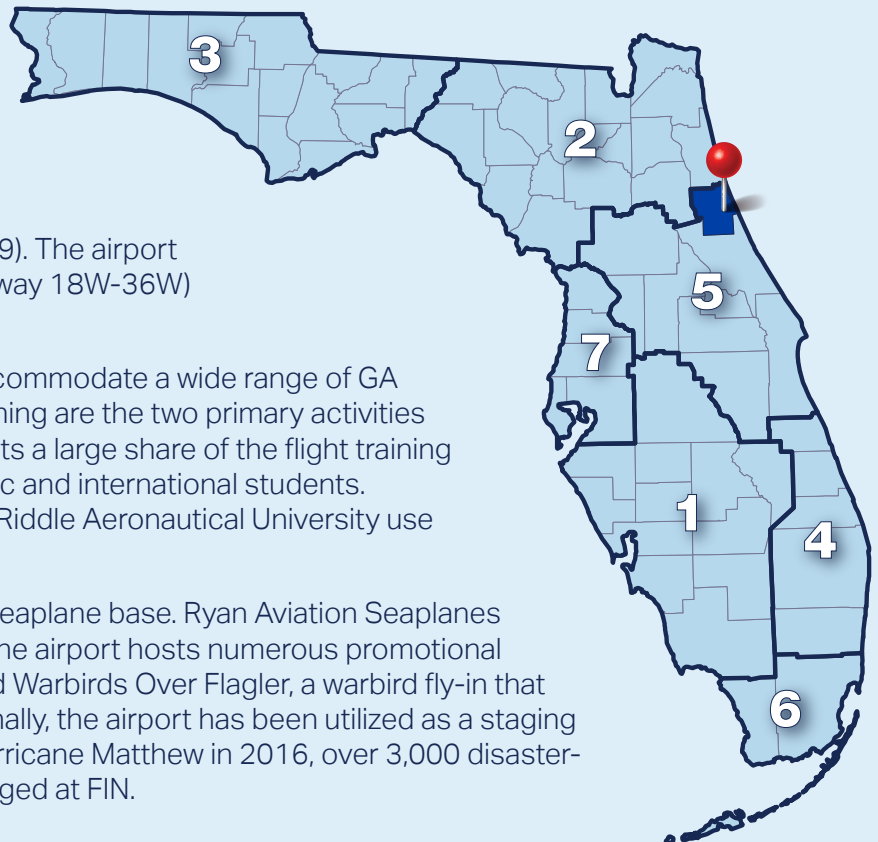 3
2
9). The airport
way 18W-36W)
5
7
commodate a wide range of GA
ning are the two primary activities
ts a large share of the flight training
c and international students.
Riddle Aeronautical University use
1
4
seaplane base. Ryan Aviation Seaplanes
he airport hosts numerous promotional
d Warbirds Over Flagler, a warbird fly-in that
nally, the airport has been utilized as a staging
6
rricane Matthew in 2016, over 3,000 disaster-
ged at FIN.